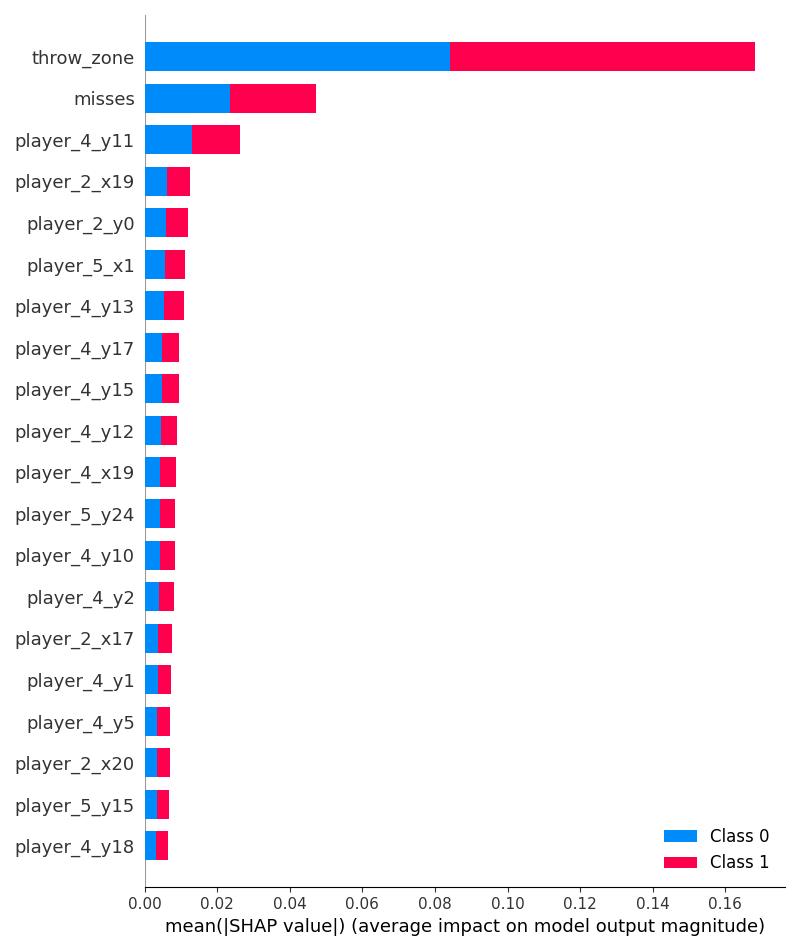 throw_zone
misses
player_4_y11
player_2_x19
player_2_y0
player_5_x1
player_4_y13
player_4_y17
player_4_y15
player_4_y12
player_4_x19
player_5_y24
player_4_y10
player_4_y2
player_2_x17
player_4_y1
player_4_y5
player_2_x20
player_5_y15
player_4_y18
Class 0
Class 1
0.00 0.02 0.04 0.06 0.08 0.10 0.12 0.14 0.16
mean(|SHAP value|) (average impact on model output magnitude)